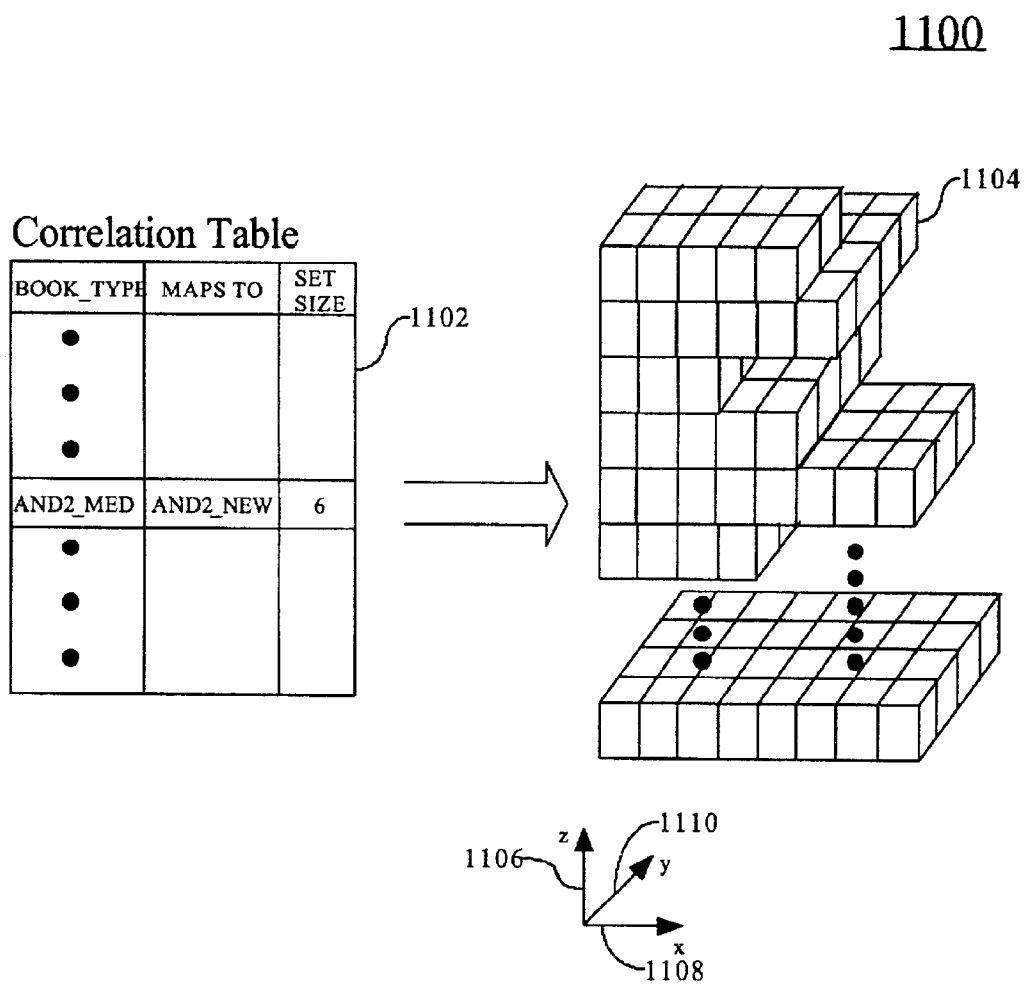 1100
1104
Correlation Table
BOOK_TYPE MAPS TO SET SIZE
1102
AND2_MED AND2_NEW 6
1110
z
1106
y
x
1108